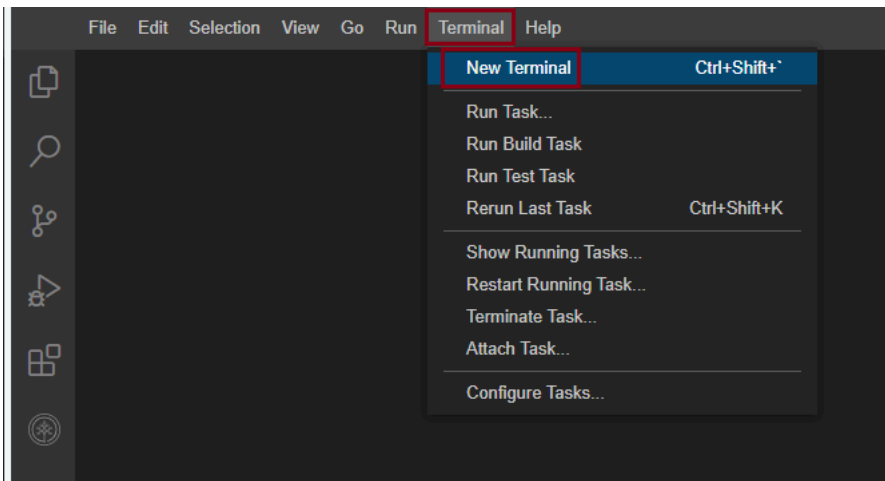 File Edit Selection View Go Run Terminal Help
New Terminal Ctrl+Shift+`
Run Task...
Run Build Task
Run Test Task
Rerun Last Task Ctrl+Shift+K
Show Running Tasks...
Restart Running Task...
Terminate Task...
Attach Task...
Configure Tasks...